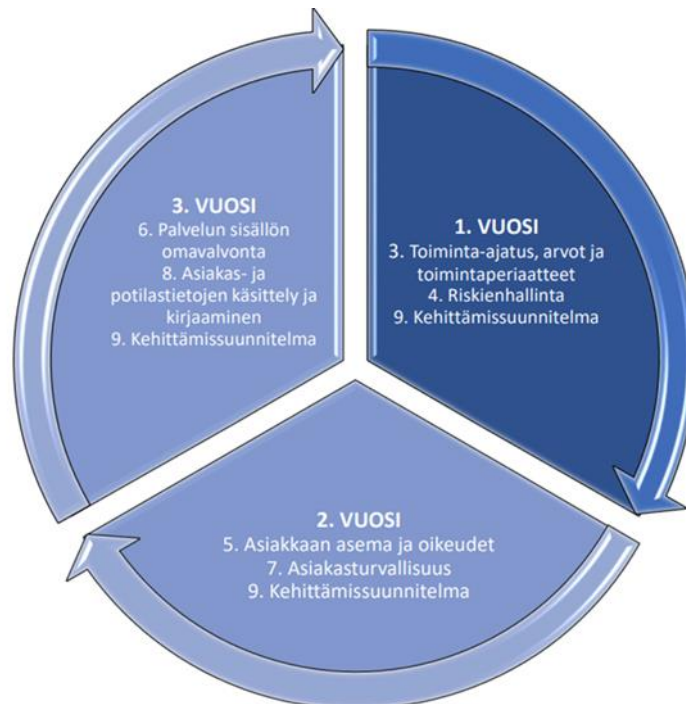 1. VUOSI
3. Toiminta-ajatus, arvot ja
toimintaperiaatteet
4. Riskienhallinta
9. Kehittämissuunnitelma
2. VUOSI
5. Asiakkaan asema ja oikeudet
7. Asiakasturvallisuus
9. Kehittämissuunnitelma
3. VUOSI
6. Palvelun sisällön
omavalvonta
8. Asiakas- ja
potilastietojen käsittely ja
kirjaaminen
9. Kehittämissuunnitelma